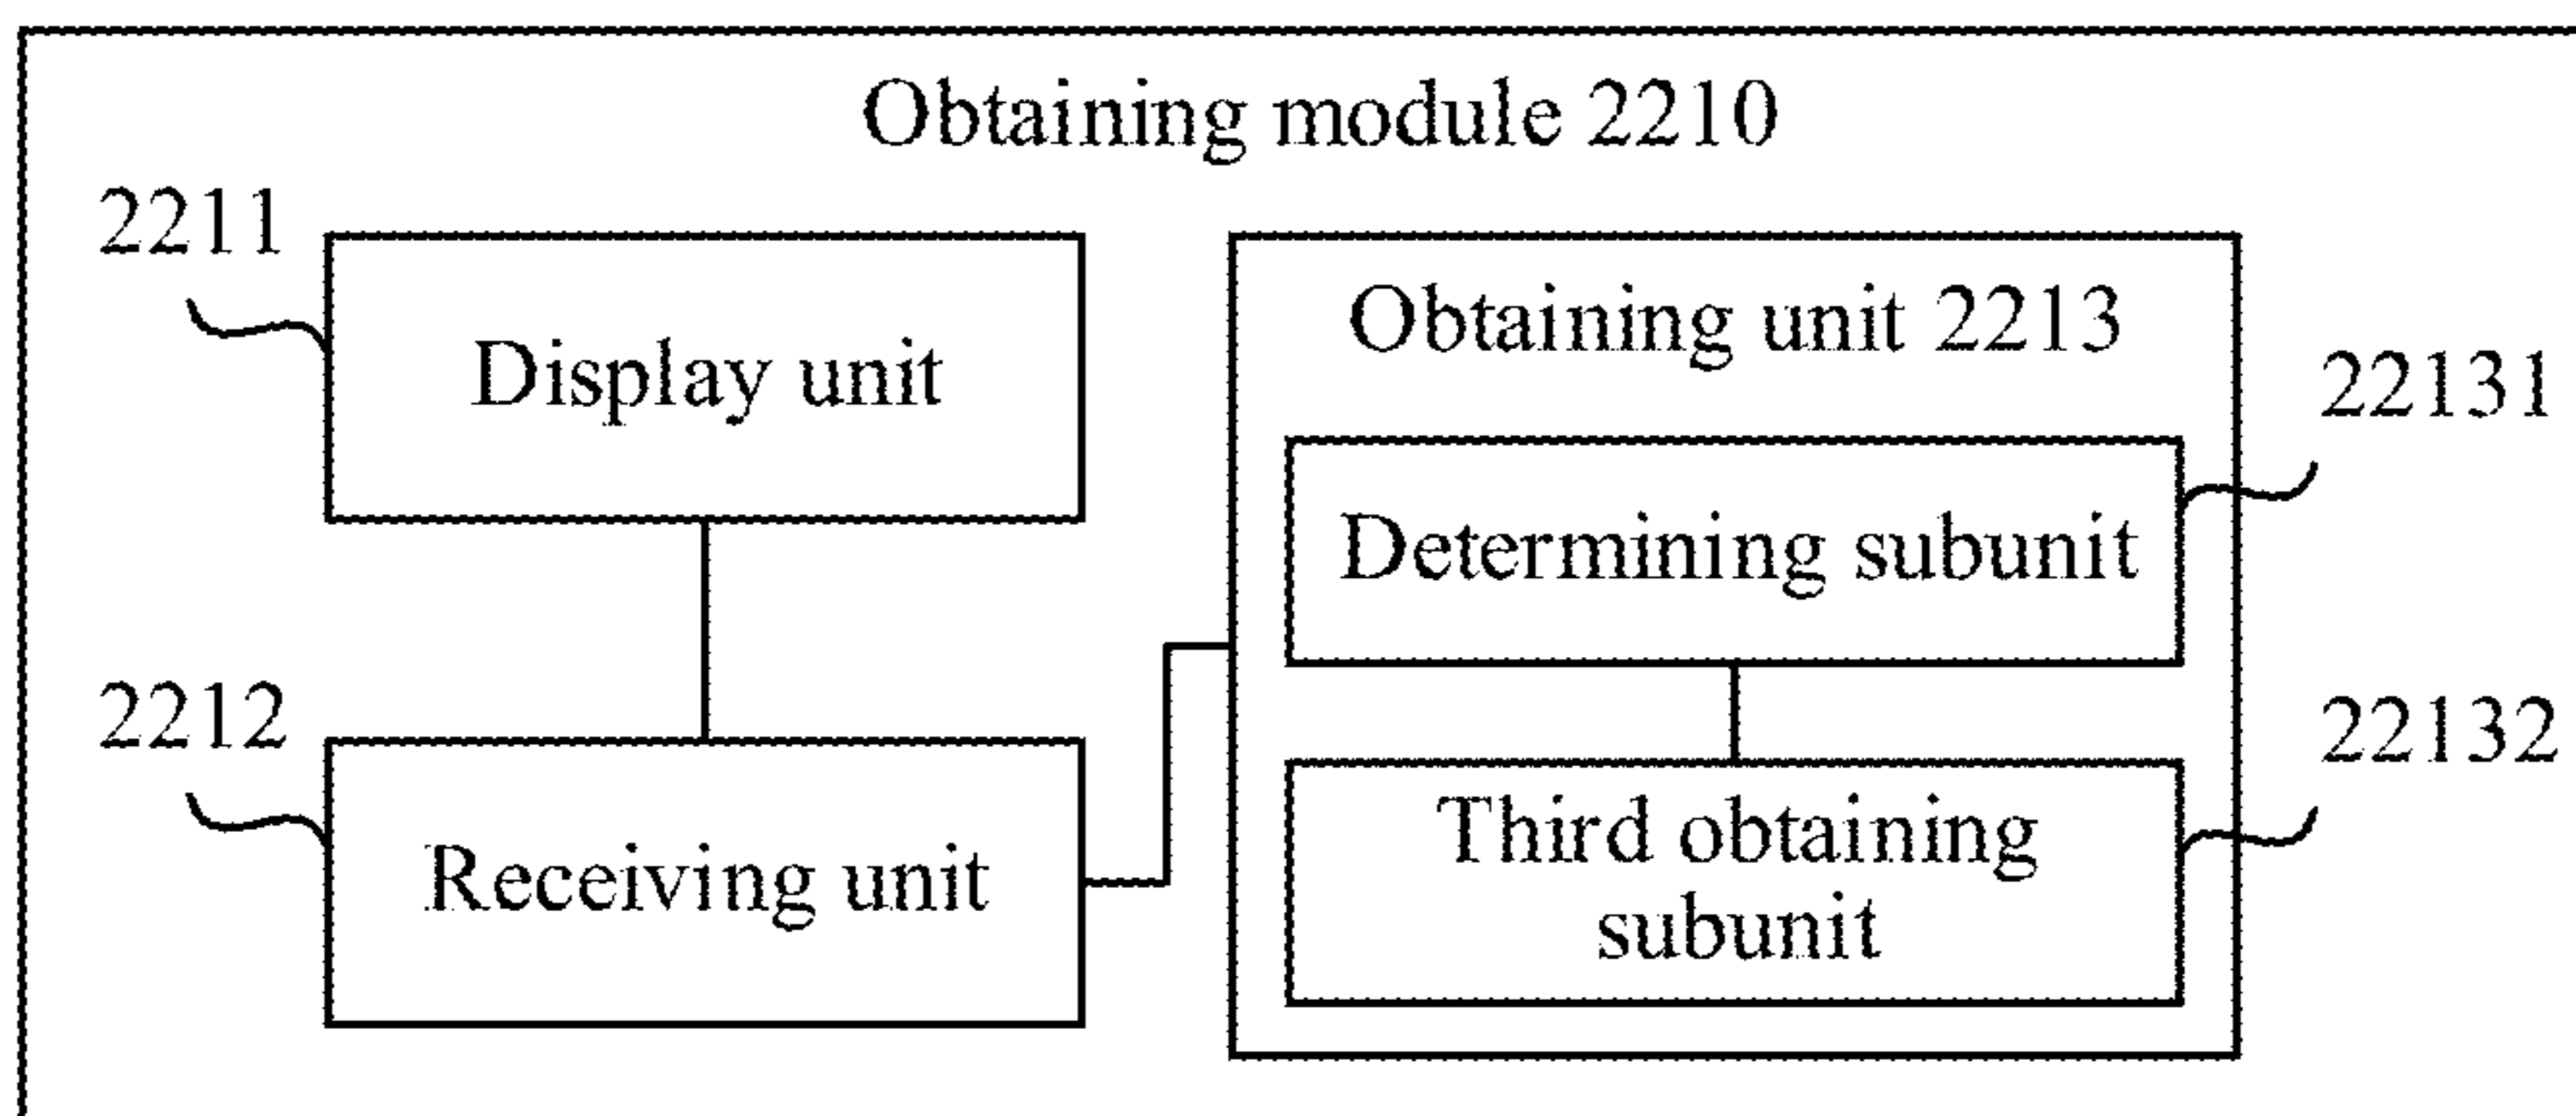 Obtaining module 2210
2211
Display unit
Obtaining unit 2213
22131
Determining subunit
2212
Receiving unit
22132
Third obtaining
subunit